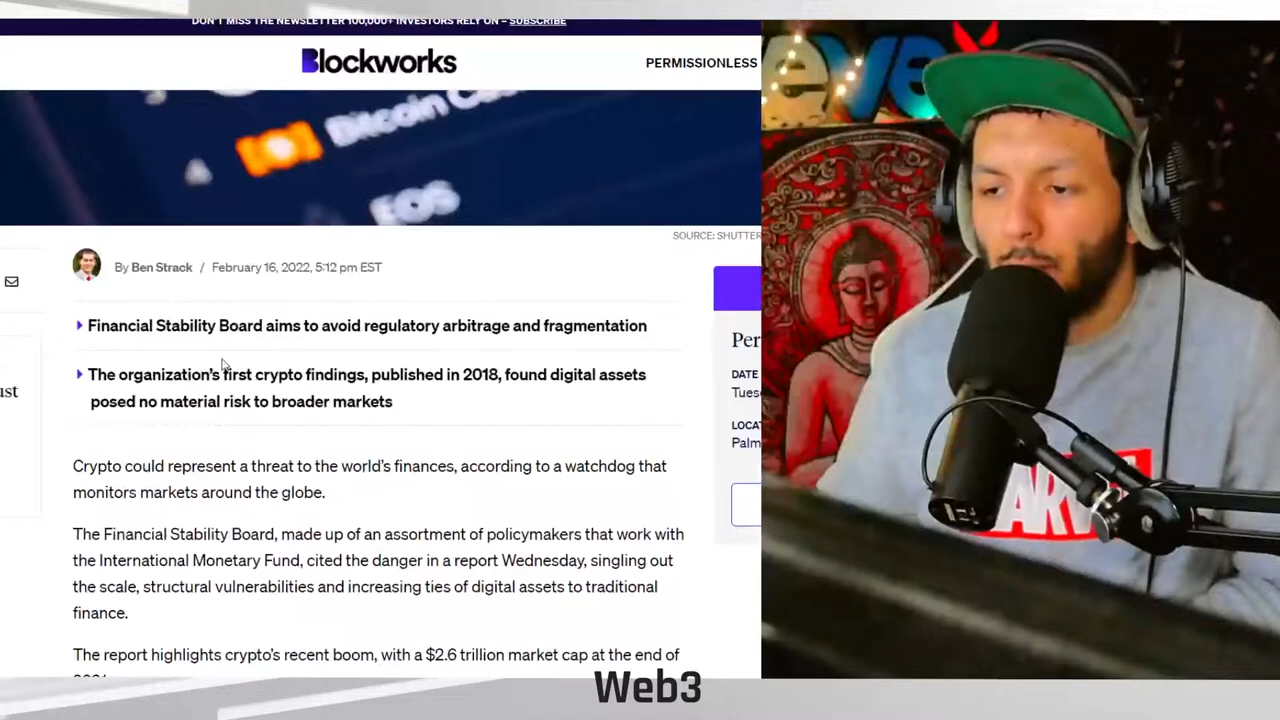 DON'T MISS THE NEWSLETTER 100,000+ INVESTORS RELY ON – SUBSCRIBE
Blockworks
PERMISSIONLESS
Bitcoin
EOS
SOURCE: SHUTTER
By Ben Strack / February 16, 2022, 5:12 pm EST
Financial Stability Board aims to avoid regulatory arbitrage and fragmentation
The organization's first crypto findings, published in 2018, found digital assets
posed no material risk to broader markets
Crypto could represent a threat to the world's finances, according to a watchdog that
monitors markets around the globe.
The Financial Stability Board, made up of an assortment of policymakers that work with
the International Monetary Fund, cited the danger in a report Wednesday, singling out
the scale, structural vulnerabilities and increasing ties of digital assets to traditional
finance.
The report highlights crypto's recent boom, with a $2.6 trillion market cap at the end of
ust
Per
DATE
Tues
LOCA
Palm
eve
MARV
Web3